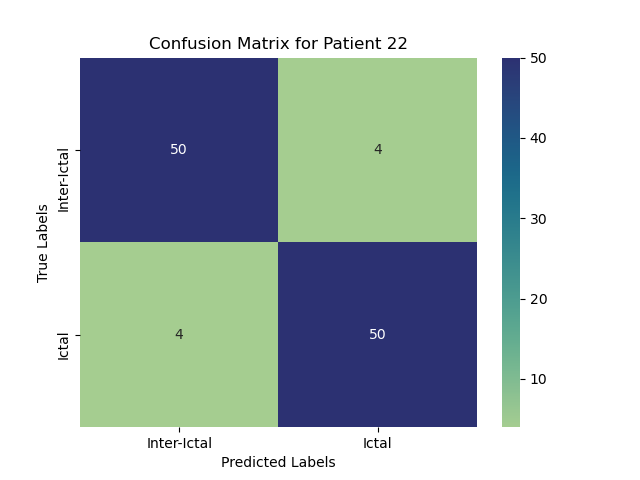 Confusion Matrix for Patient 22
True Labels
Inter-Ictal
50
4
Ictal
4
50
Inter-Ictal
Ictal
Predicted Labels
50
40
30
20
10